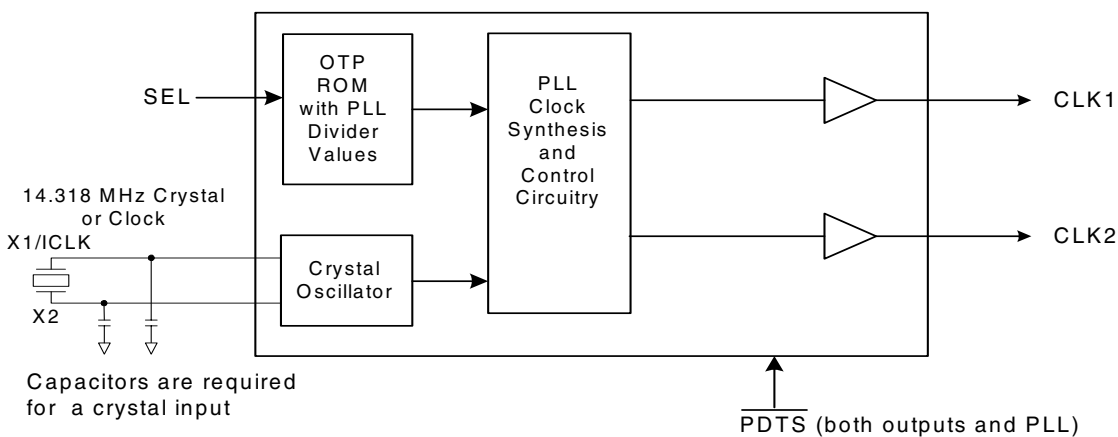 OTP
ROM
with PLL
Divider
Values
PLL
Clock
Synthesis
and
Control
Circuitry
SEL
CLK1
14.318 MHz Crystal
or Clock
X1/ICLK
X2
Crystal
Oscillator
CLK2
Capacitors are required
for a crystal input
PDTS (both outputs and PLL)